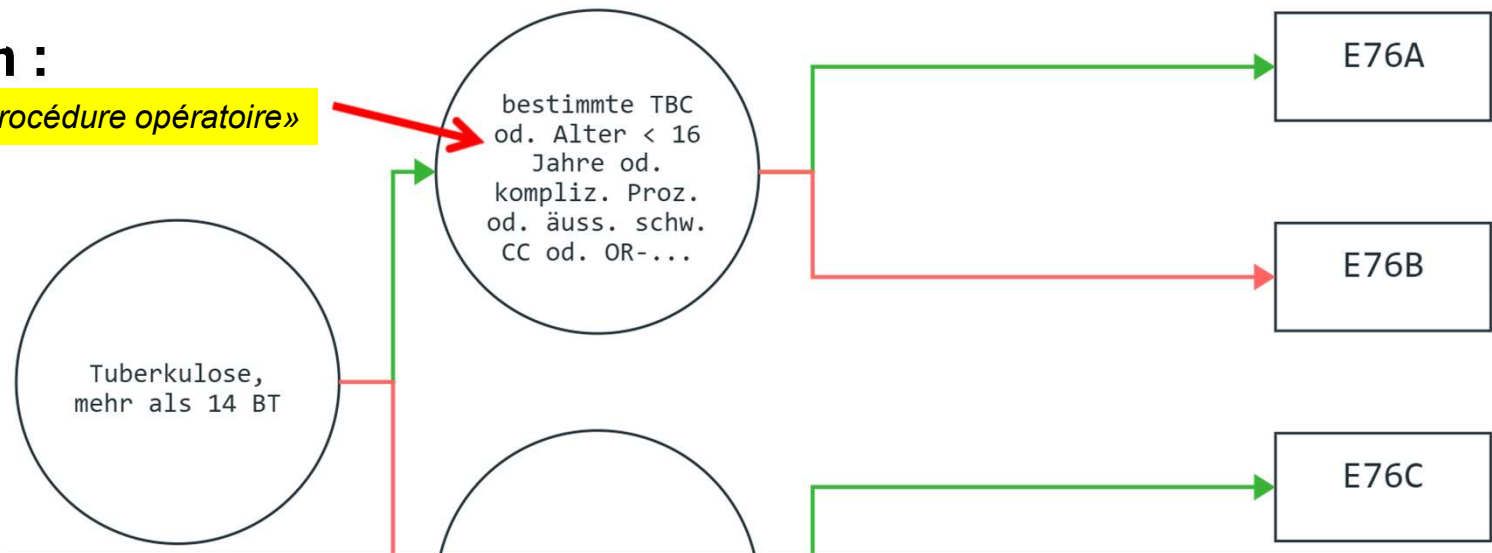 n :
rocédure opératoire»
bestimmte TBC
od. Alter < 16
Jahre od.
kompliz. Proz.
od. äuss. schw.
CC od. OR-...
Tuberkulose,
mehr als 14 BT
E76A
E76B
E76C